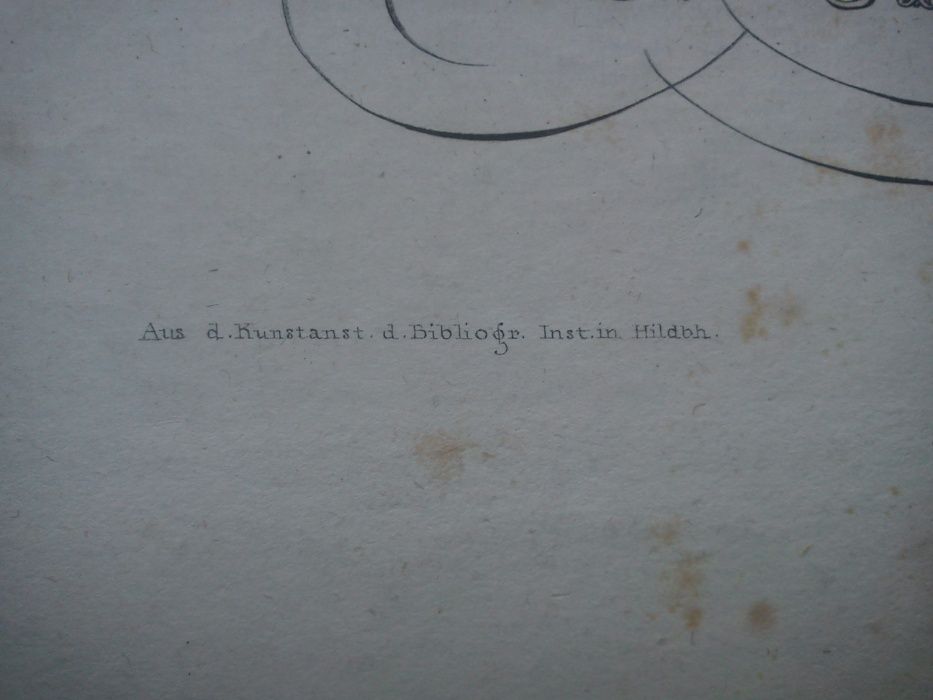 Aus d. Kunstanst. d. Bibliogr. Inst. in Hildbh.